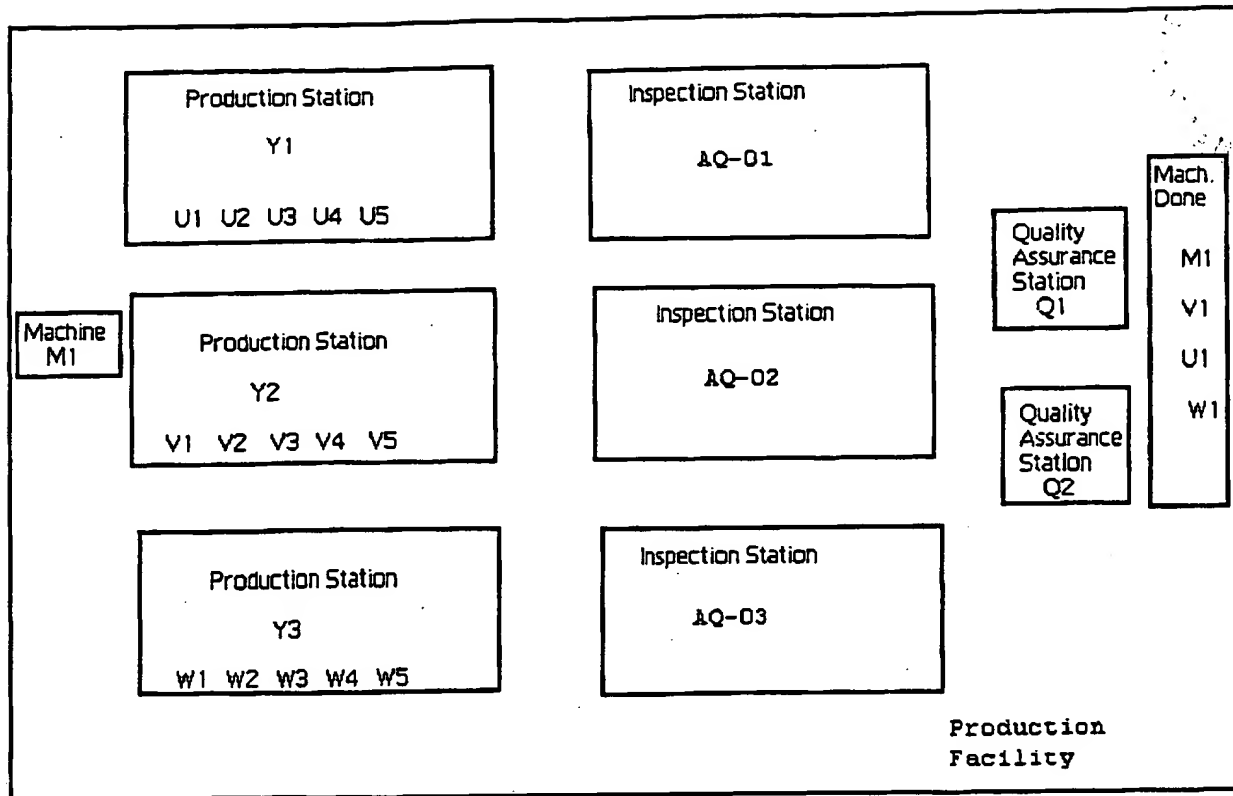 Production Station
Y1
U1 U2 U3 U4 U5
Inspection Station
AQ-01
Machine
M1
Production Station
Y2
V1 V2 V3 V4 V5
Inspection Station
AQ-02
Production Station
Y3
W1 W2 W3 W4 W5
Inspection Station
AQ-03
Quality
Assurance
Station
Q1
Quality
Assurance
Station
Q2
Mach.
Done
M1
V1
U1
W1
Production
Facility